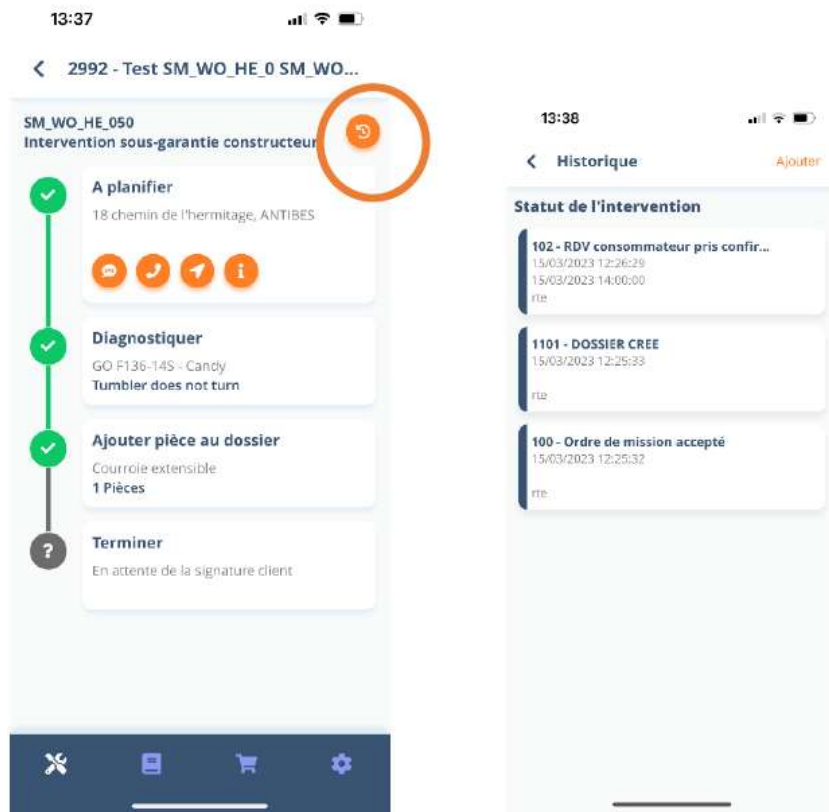 13:37
2992 - Test SM_WO_HE_0 SM_WO...
SM_WO_HE_050
Intervention sous-garantie constructeur
A planifier
18 chemin de l'hermitage, ANTIBES
Diagnostiquer
GO F136-14S - Candy
Tumbler does not turn
Ajouter pièce au dossier
Courroie extensible
1 Pièces
?
Terminer
En attente de la signature client
13:38
Historique
Ajouter
Statut de l'intervention
102 - RDV consommateur pris confir...
15/03/2023 12:26:29
15/03/2023 14:00:00
rte
1101 - DOSSIER CREE
15/03/2023 12:25:33
rte
100 - Ordre de mission accepté
15/03/2023 12:25:32
rte